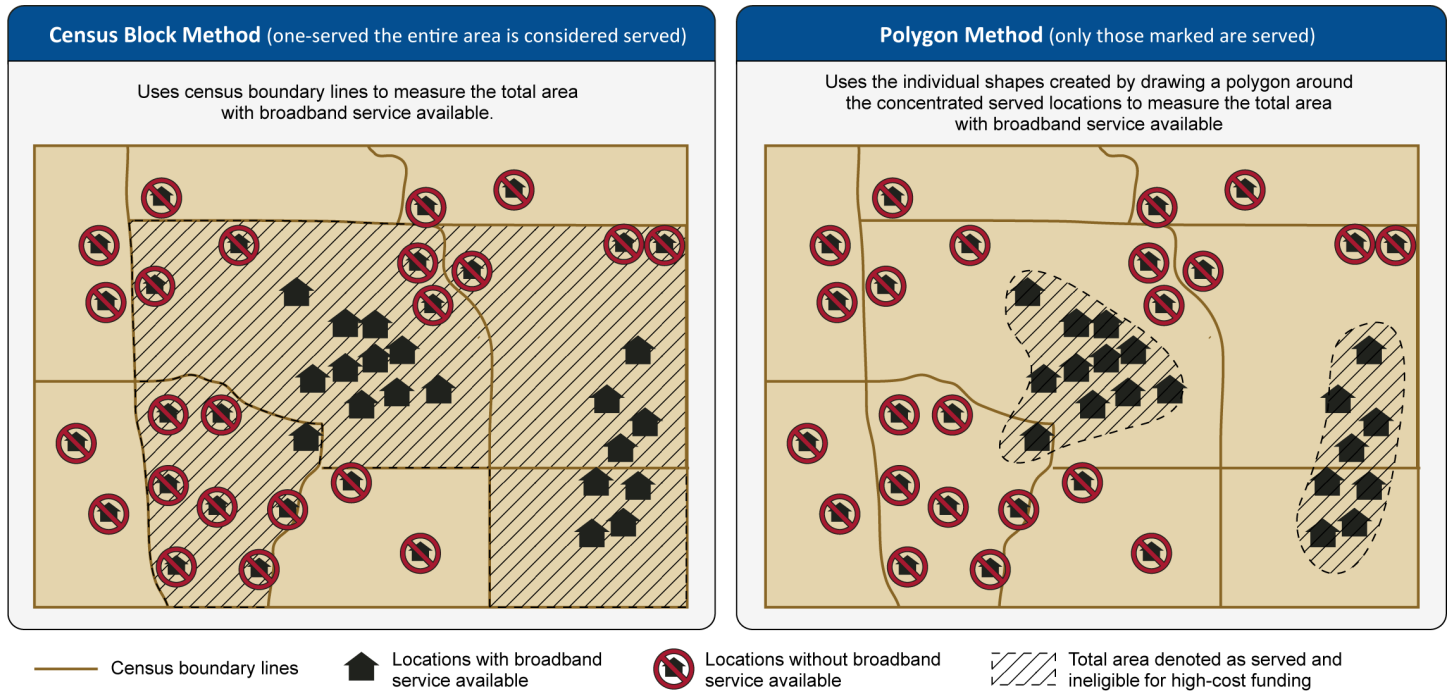 Census Block Method (one-served the entire area is considered served)
Uses census boundary lines to measure the total area
with broadband service available.
Polygon Method (only those marked are served)
Uses the individual shapes created by drawing a polygon around
the concentrated served locations to measure the total area
with broadband service available
Census boundary lines
Locations with broadband
service available
Locations without broadband
service available
Total area denoted as served and
ineligible for high-cost funding